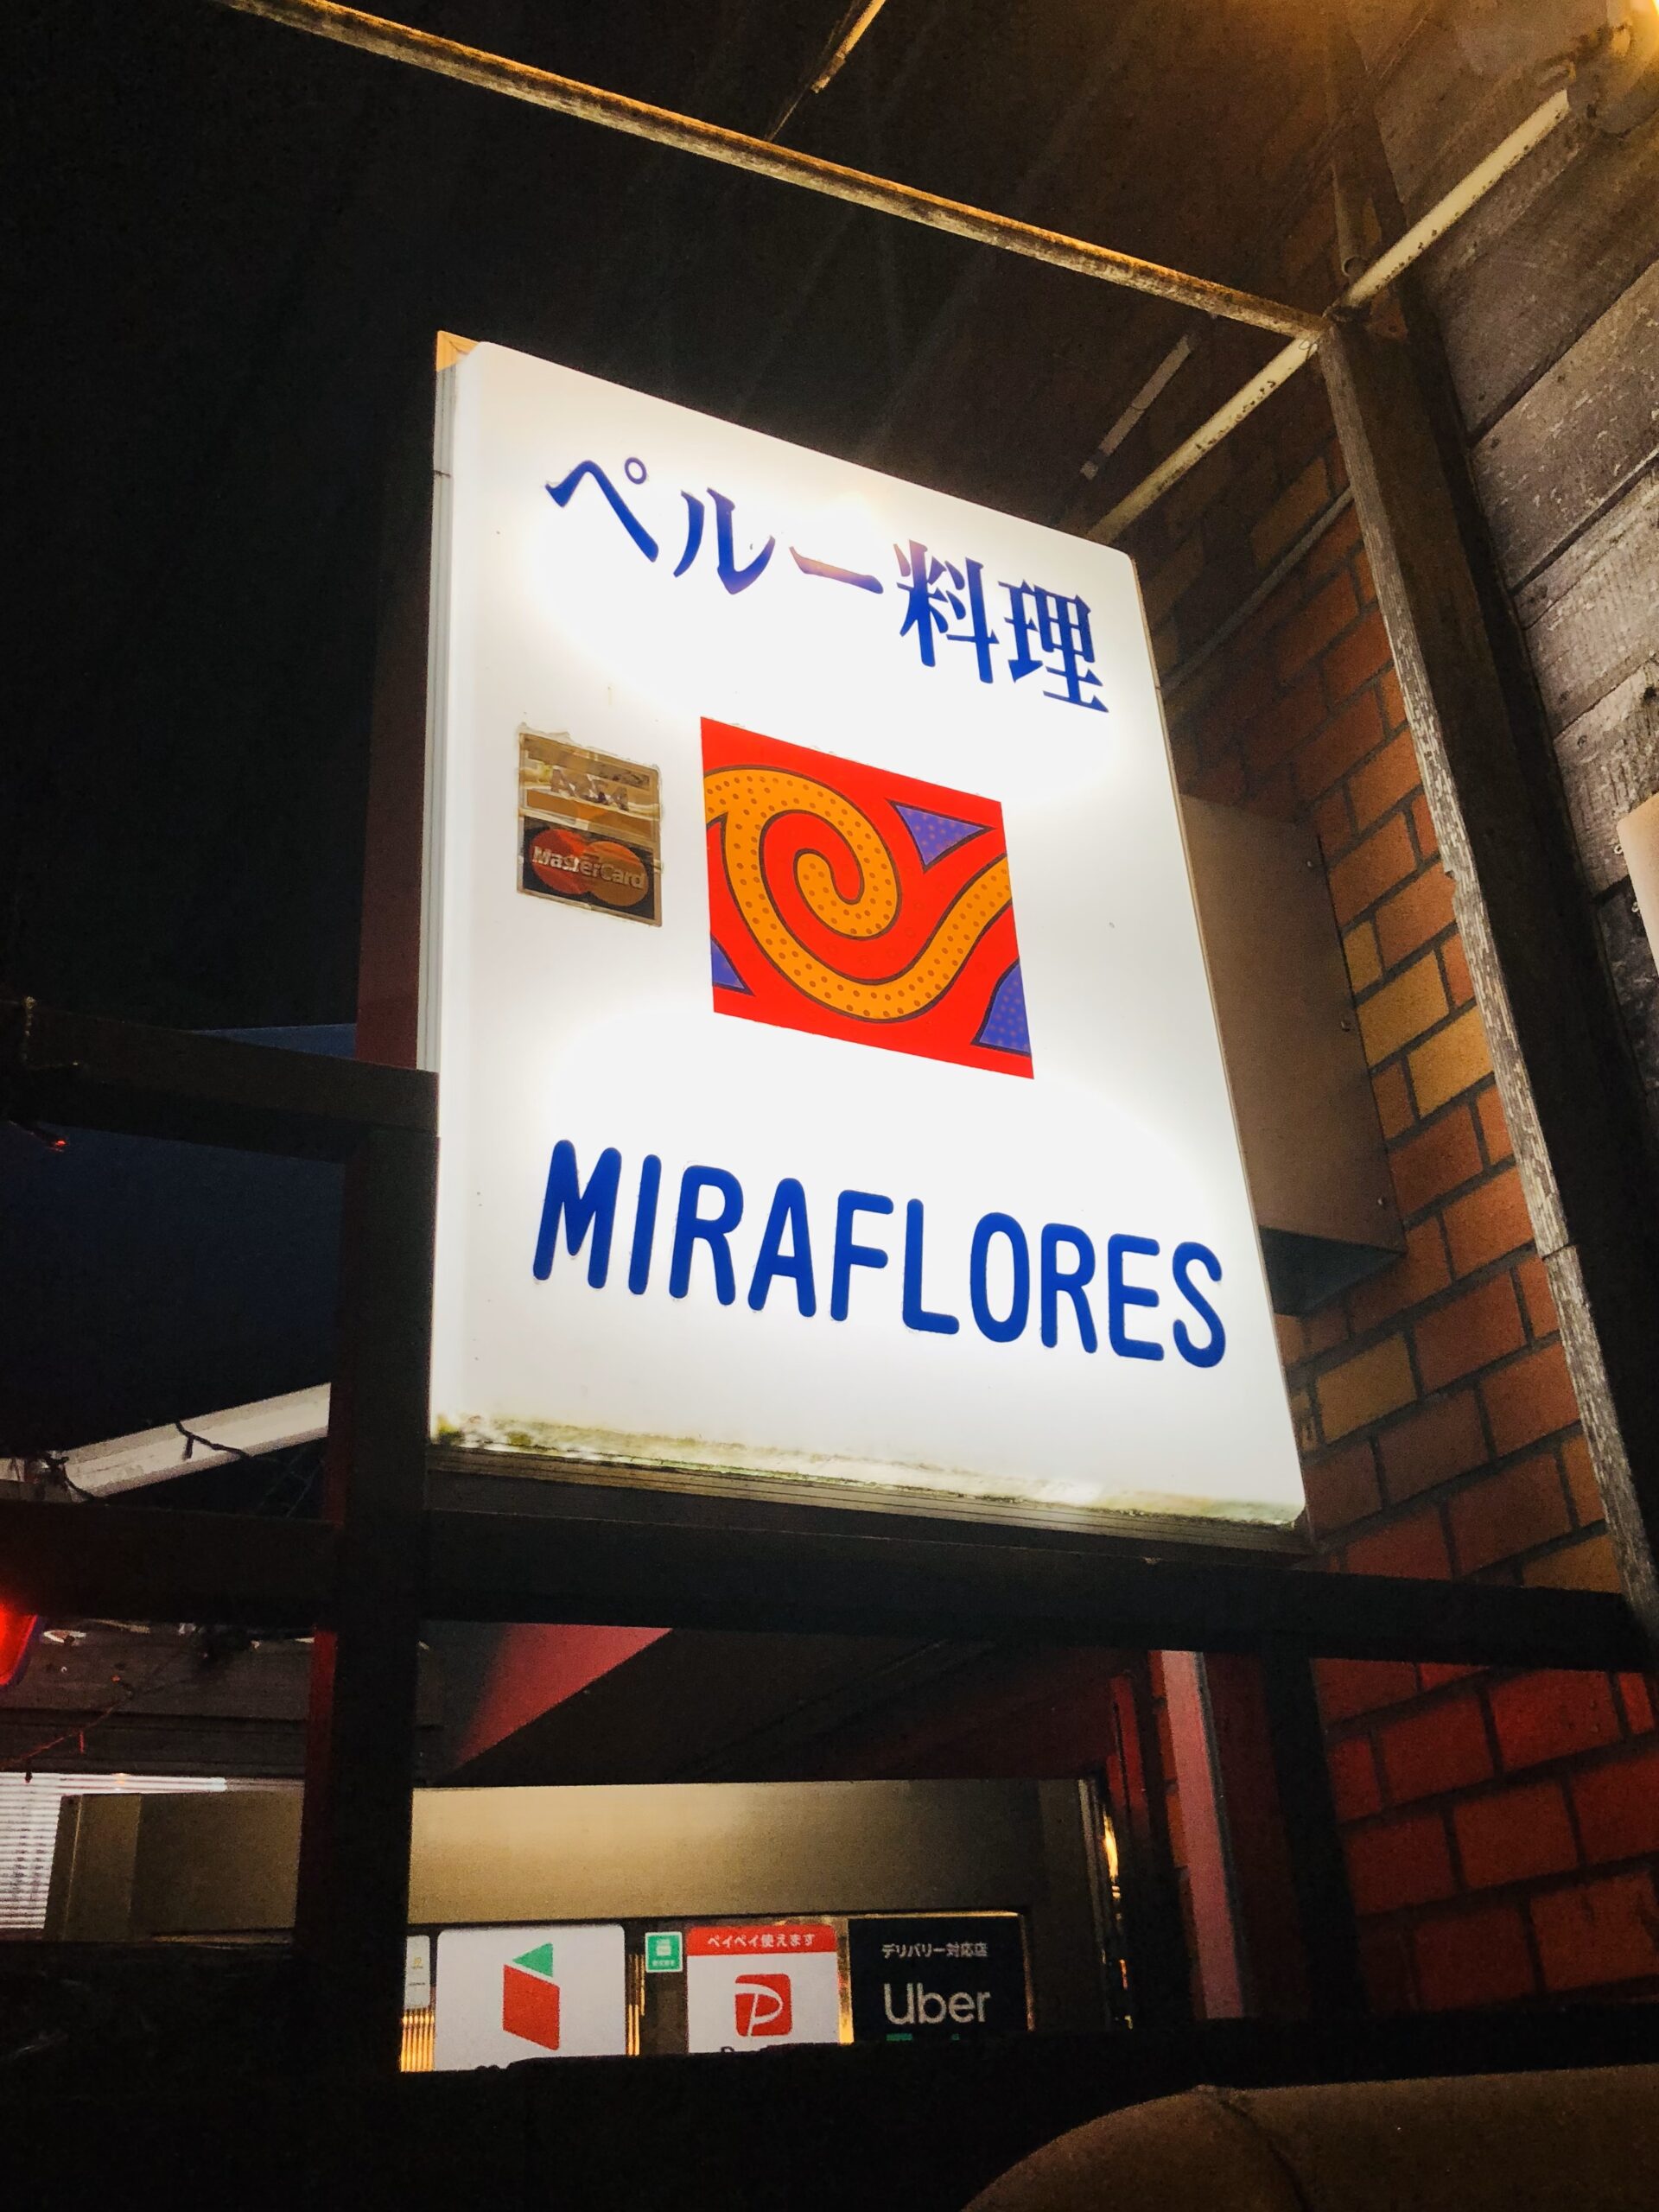 ペルー料理
VISA
MasterCard
MIRAFLORES
ペイペイ使えます
デリバリー対応店
Uber